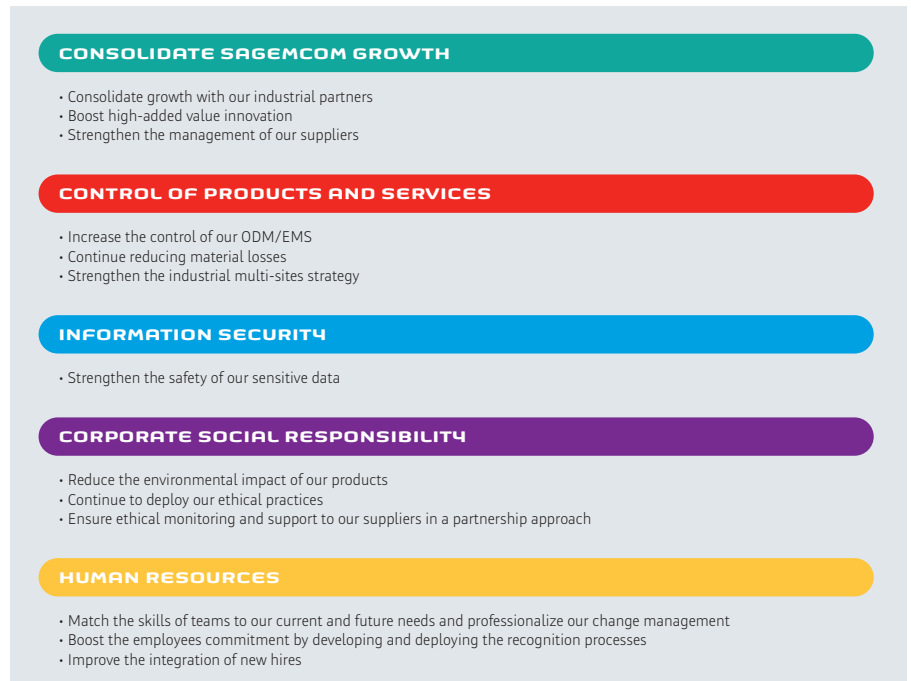 CONSOLIDATE SAGEMCOM GROWTH
• Consolidate growth with our industrial partners
• Boost high-added value innovation
• Strengthen the management of our suppliers
CONTROL OF PRODUCTS AND SERVICES
• Increase the control of our ODM/EMS
• Continue reducing material losses
• Strengthen the industrial multi-sites strategy
INFORMATION SECURITY
• Strengthen the safety of our sensitive data
CORPORATE SOCIAL RESPONSIBILITY
• Reduce the environmental impact of our products
• Continue to deploy our ethical practices
• Ensure ethical monitoring and support to our suppliers in a partnership approach
HUMAN RESOURCES
• Match the skills of teams to our current and future needs and professionalize our change management
• Boost the employees commitment by developing and deploying the recognition processes
• Improve the integration of new hires